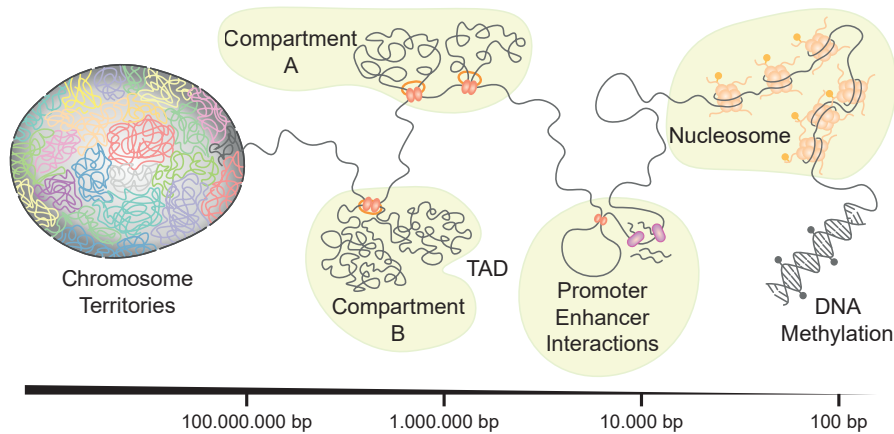 Compartment
A
Nucleosome
Chromosome
Territories
TAD
Compartment
B
Promoter
Enhancer
Interactions
DNA
Methylation
100.000.000 bp
1.000.000 bp
10.000 bp
100 bp